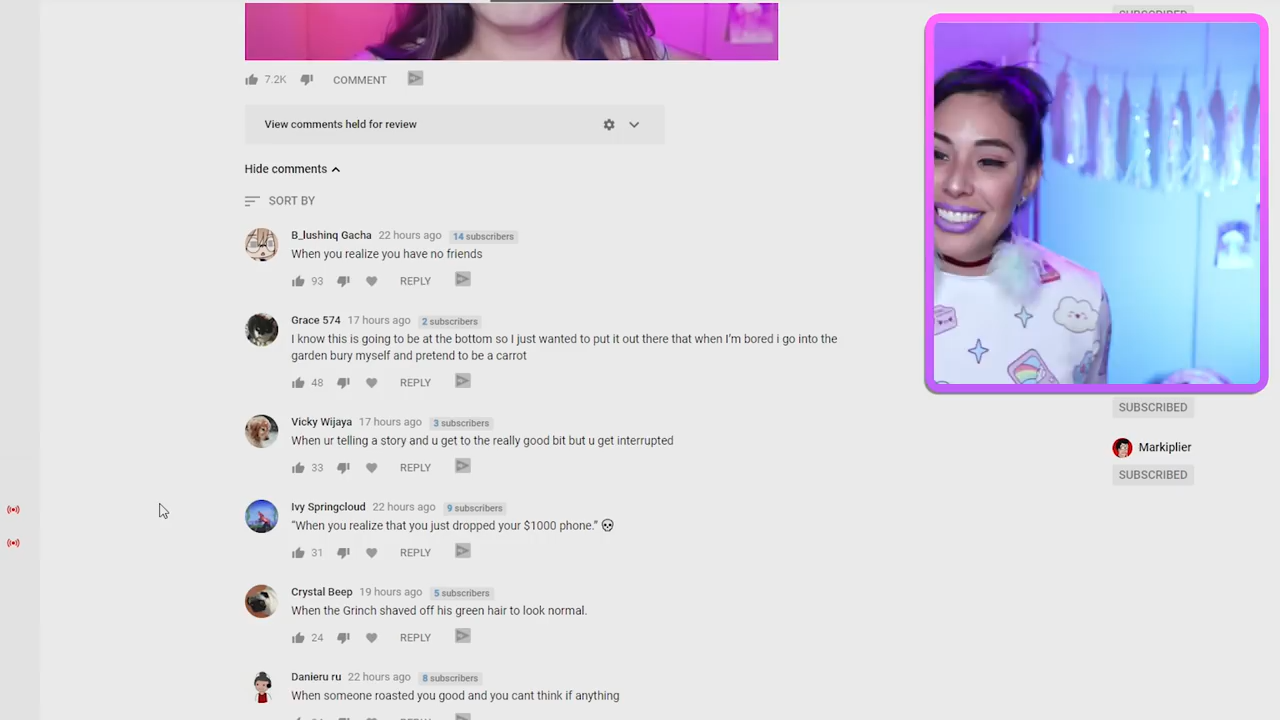 SUBSCRIBED
7.2K COMMENT
View comments held for review
Hide comments
SORT BY
B_lushinq Gacha 22 hours ago 14 subscribers
When you realize you have no friends
93 REPLY
Grace 574 17 hours ago 2 subscribers
I know this is going to be at the bottom so I just wanted to put it out there that when I'm bored i go into the
garden bury myself and pretend to be a carrot
48 REPLY
Vicky Wijaya 17 hours ago 3 subscribers
When ur telling a story and u get to the really good bit but u get interrupted
33 REPLY
Ivy Springcloud 22 hours ago 9 subscribers
“When you realize that you just dropped your $1000 phone.” 💀
31 REPLY
Crystal Beep 19 hours ago 5 subscribers
When the Grinch shaved off his green hair to look normal.
24 REPLY
Danieru ru 22 hours ago 8 subscribers
When someone roasted you good and you cant think if anything
SUBSCRIBED
Markiplier
SUBSCRIBED